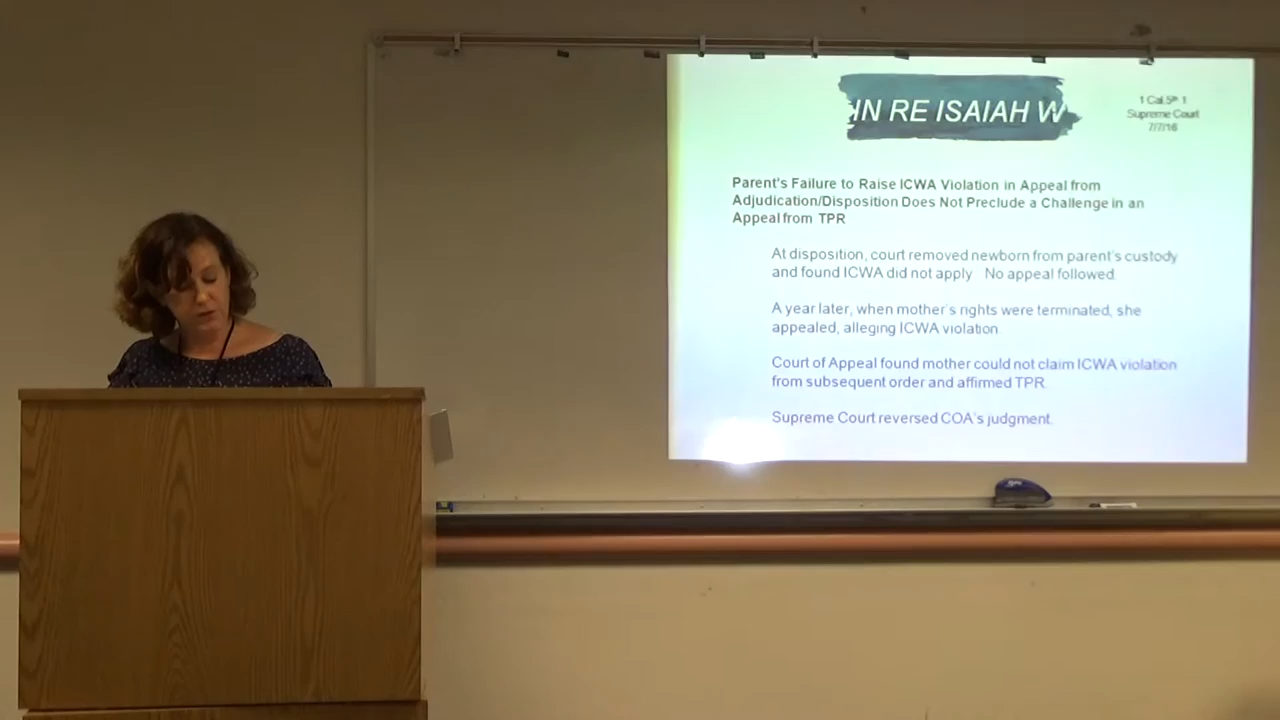 IN RE ISAIAH W
1 Cal.5th 1
Supreme Court
7/7/16
Parent's Failure to Raise ICWA Violation in Appeal from
Adjudication/Disposition Does Not Preclude a Challenge in an
Appeal from TPR
At disposition, court removed newborn from parent's custody
and found ICWA did not apply. No appeal followed.
A year later, when mother's rights were terminated, she
appealed, alleging ICWA violation.
Court of Appeal found mother could not claim ICWA violation
from subsequent order and affirmed TPR.
Supreme Court reversed COA's judgment.